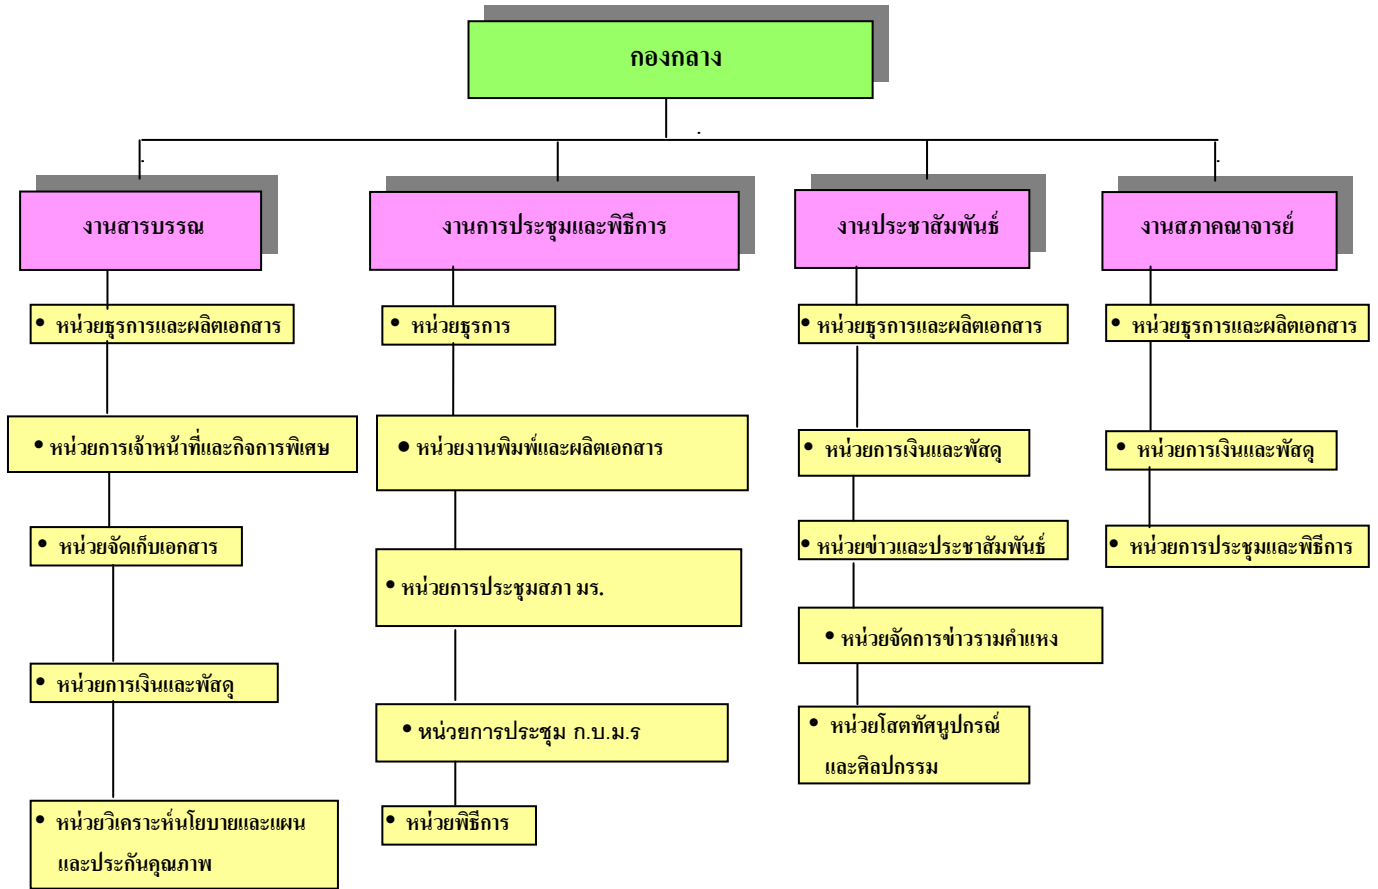 กองกลาง
งานสารบรรณ
• หน่วยธุรการและผลิตเอกสาร
• หน่วยการเจ้าหน้าที่และกิจการพิเศษ
• หน่วยจัดเก็บเอกสาร
• หน่วยการเงินและพัสดุ
• หน่วยวิเคราะห์นโยบายและแผน
และประกันคุณภาพ
งานการประชุมและพิธีการ
• หน่วยธุรการ
• หน่วยงานพิมพ์และผลิตเอกสาร
• หน่วยการประชุมสภา มร.
• หน่วยการประชุม ก.บ.ม.ร
• หน่วยพิธีการ
งานประชาสัมพันธ์
• หน่วยธุรการและผลิตเอกสาร
• หน่วยการเงินและพัสดุ
• หน่วยข่าวและประชาสัมพันธ์
• หน่วยจัดการข่าวรามคำแหง
• หน่วยโสตทัศนูปกรณ์
และศิลปกรรม
งานสภาคณาจารย์
• หน่วยธุรการและผลิตเอกสาร
• หน่วยการเงินและพัสดุ
• หน่วยการประชุมและพิธีการ